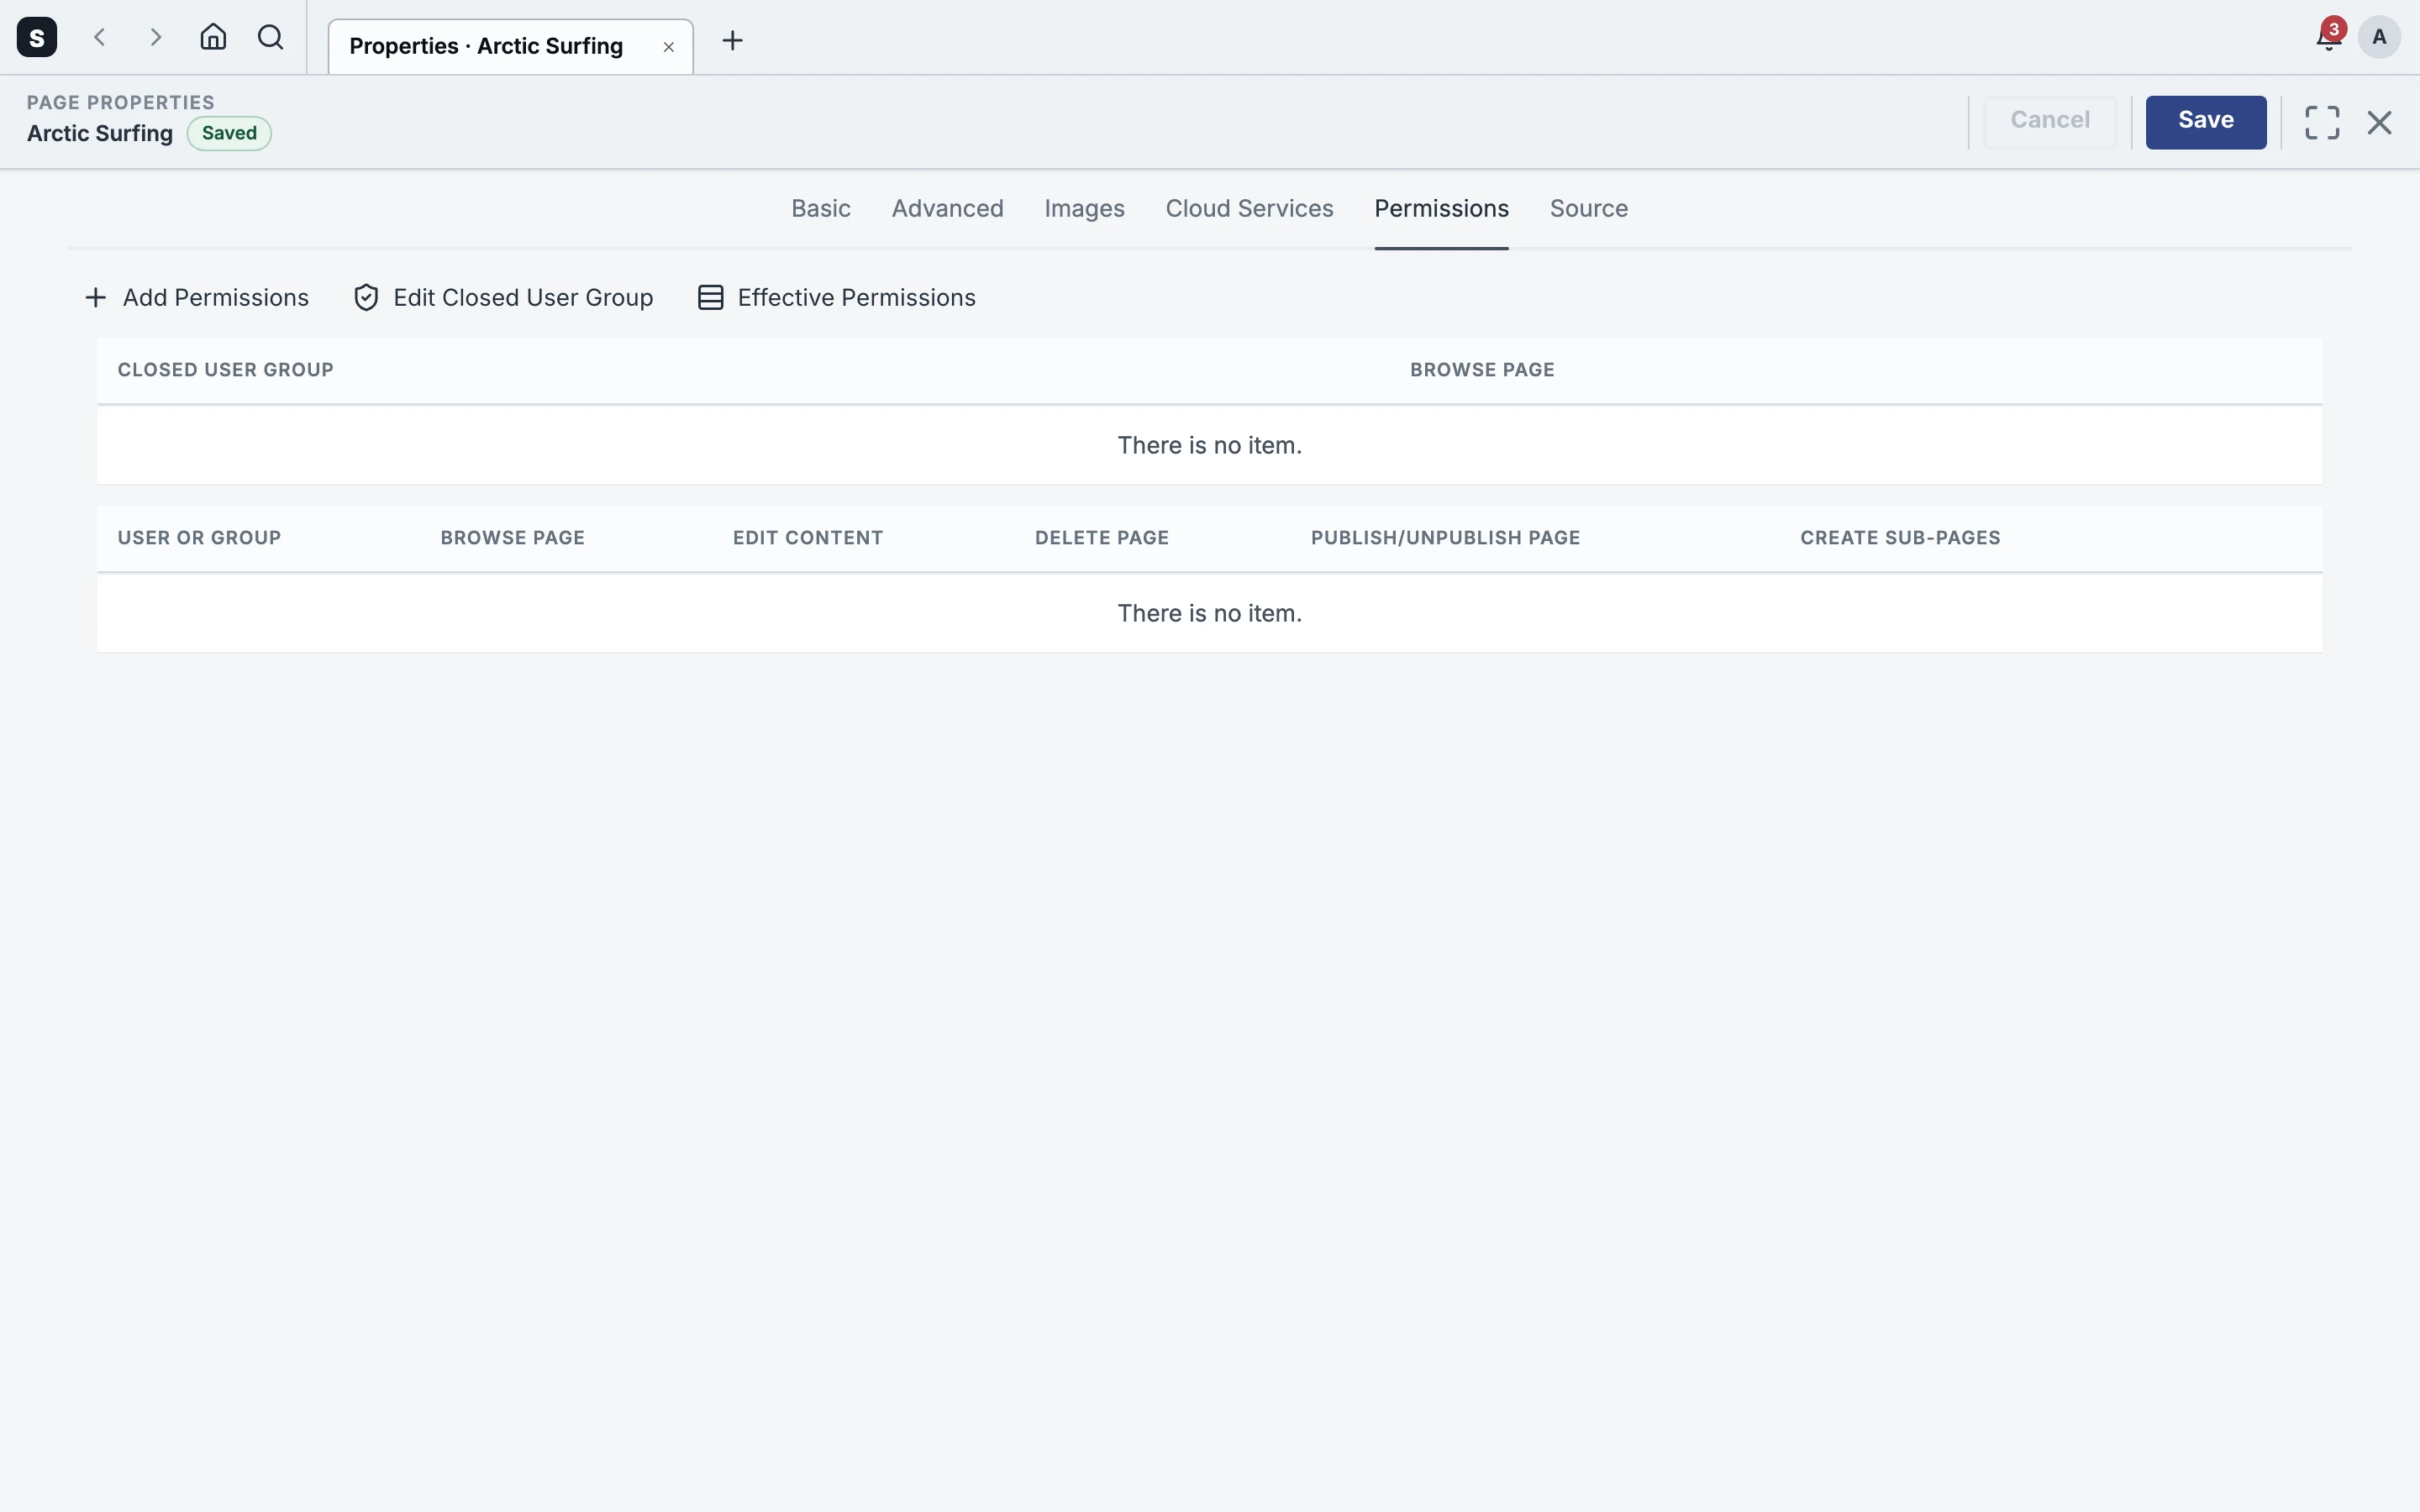 S
Properties · Arctic Surfing
3
A
PAGE PROPERTIES
Arctic Surfing
Saved
Cancel
Save
Basic
Advanced
Images
Cloud Services
Permissions
Source
Add Permissions
Edit Closed User Group
Effective Permissions
CLOSED USER GROUP
BROWSE PAGE
There is no item.
USER OR GROUP
BROWSE PAGE
EDIT CONTENT
DELETE PAGE
PUBLISH/UNPUBLISH PAGE
CREATE SUB-PAGES
There is no item.